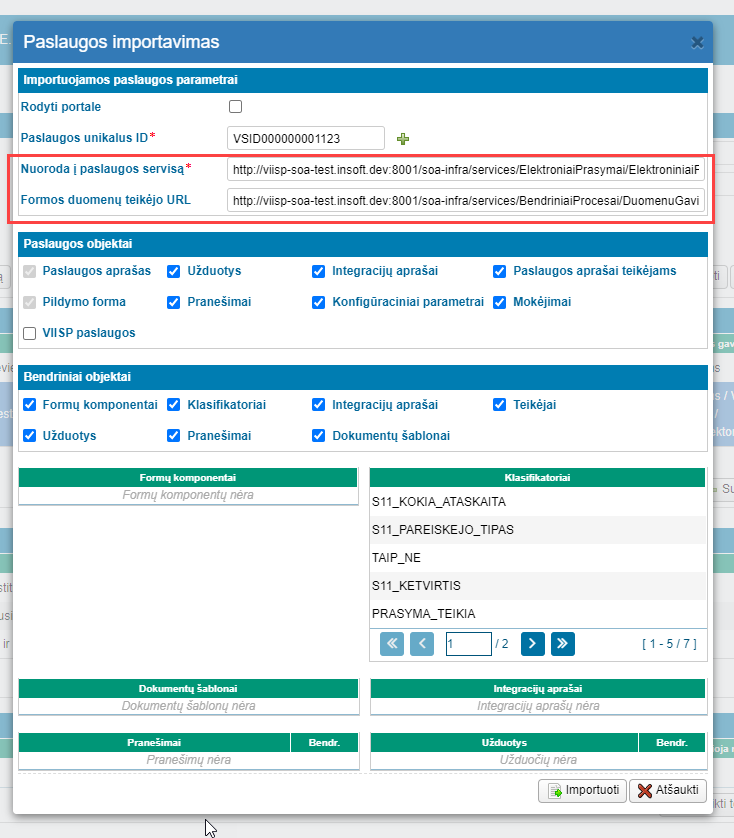 Paslaugos importavimas
Importuojamos paslaugos parametrai
Rodyti portale
Paslaugos unikalus ID* VSID000000001123
Nuoroda į paslaugos servisą* http://viisp-soa-test.insoft.dev:8001/soa-infra/services/ElektroniaiPrasymai/ElektroniniaiF
Formos duomenų teikėjo URL http://viisp-soa-test.insoft.dev:8001/soa-infra/services/BendriniaiProcesai/DuomenuGavi
Paslaugos objektai
Paslaugos aprašas Užduotys Integracijų aprašai Paslaugos aprašai teikėjams
Pildymo forma Pranešimai Konfigūraciniai parametrai Mokėjimai
VIISP paslaugos
Bendriniai objektai
Formų komponentai Klasifikatoriai Integracijų aprašai Teikėjai
Užduotys Pranešimai Dokumentų šablonai
Formų komponentai
Formų komponentų nėra
Klasifikatoriai
S11_KOKIA_ATASKAITA
S11_PAREISKEJO_TIPAS
TAIP_NE
S11_KETVIRTIS
PRASYMA_TEIKIA
1 / 2 [ 1 - 5 / 7 ]
Dokumentų šablonai Integracijų aprašai
Dokumentų šablonų nėra Integracijų aprašų nėra
Pranešimai Bendr. Užduotys Bendr.
Pranešimų nėra Užduočių nėra
Importuoti Atšaukti